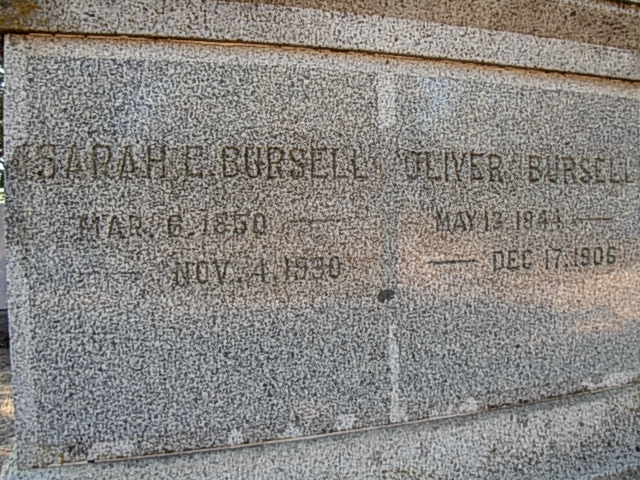 SARAH E. BURSELL
MAR. 6, 1850 —
— NOV. 4, 1930
OLIVER BURSELL
MAY 13, 1844 —
— DEC 17, 1906